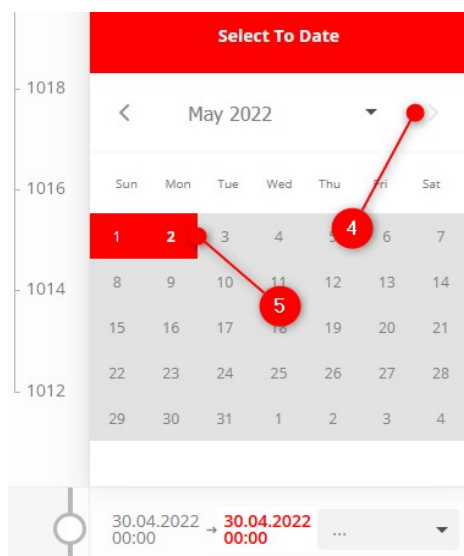 Select To Date
1018
May 2022
1016
Sun Mon Tue Wed Thu Fri Sat
4
1 2 3 4 5 6 7
1014
8 9 10 11 12 13 14
5
15 16 17 18 19 20 21
22 23 24 25 26 27 28
1012
29 30 31 1 2 3 4
30.04.2022 → 30.04.2022 ...
00:00 00:00